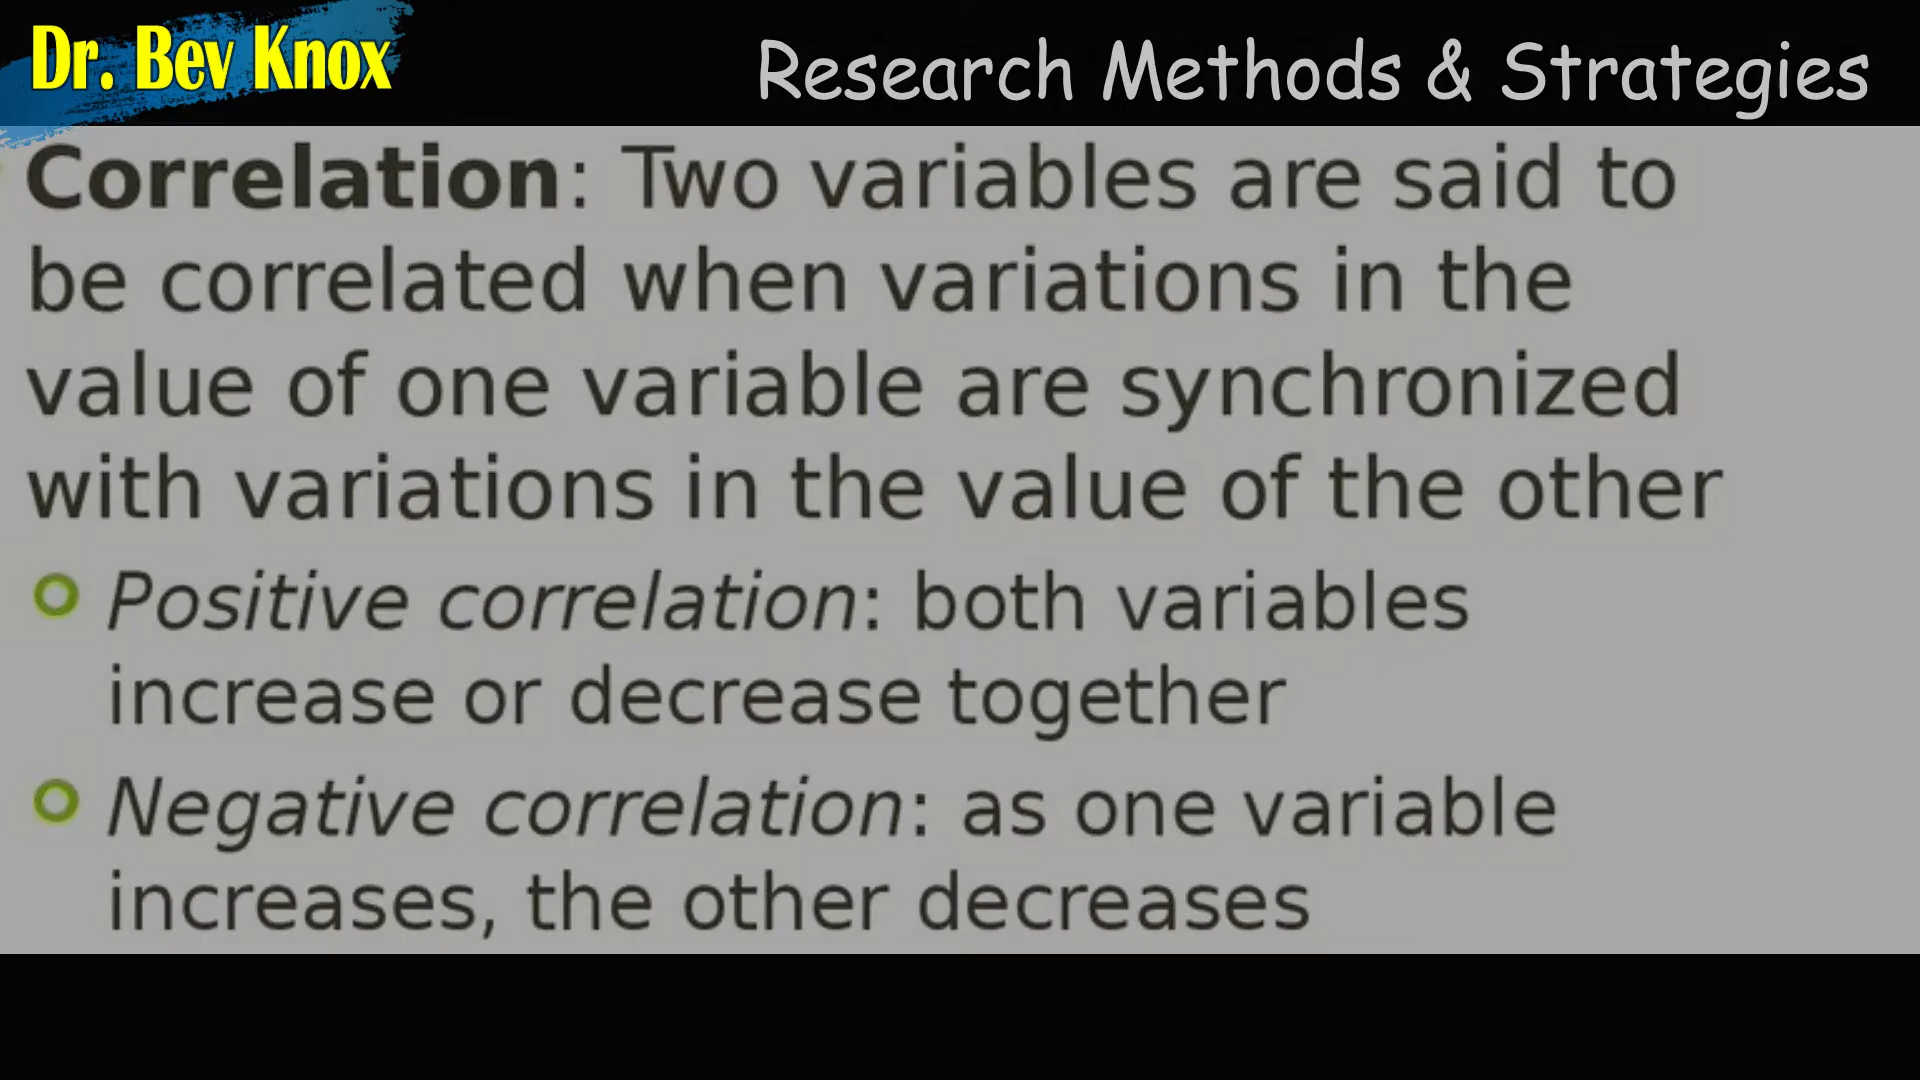 Dr. Bev Knox
Research Methods & Strategies
Correlation: Two variables are said to
be correlated when variations in the
value of one variable are synchronized
with variations in the value of the other
Positive correlation: both variables
increase or decrease together
Negative correlation: as one variable
increases, the other decreases